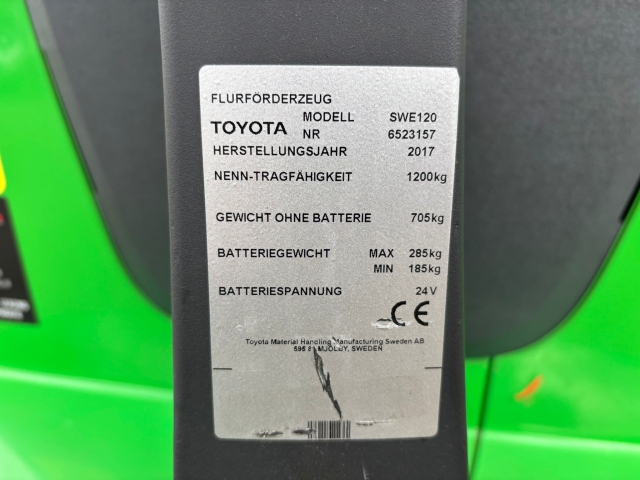 FLURFÖRDERZEUG
MODELL SWE120
TOYOTA
NR 6523157
HERSTELLUNGSJAHR 2017
NENN-TRAGFÄHIGKEIT 1200kg
GEWICHT OHNE BATTERIE 705kg
BATTERIEGEWICHT MAX 285kg
MIN 185kg
BATTERIESPANNUNG 24V
CE
Toyota Material Handling Manufacturing Sweden AB
MJÖLBY, SWEDEN